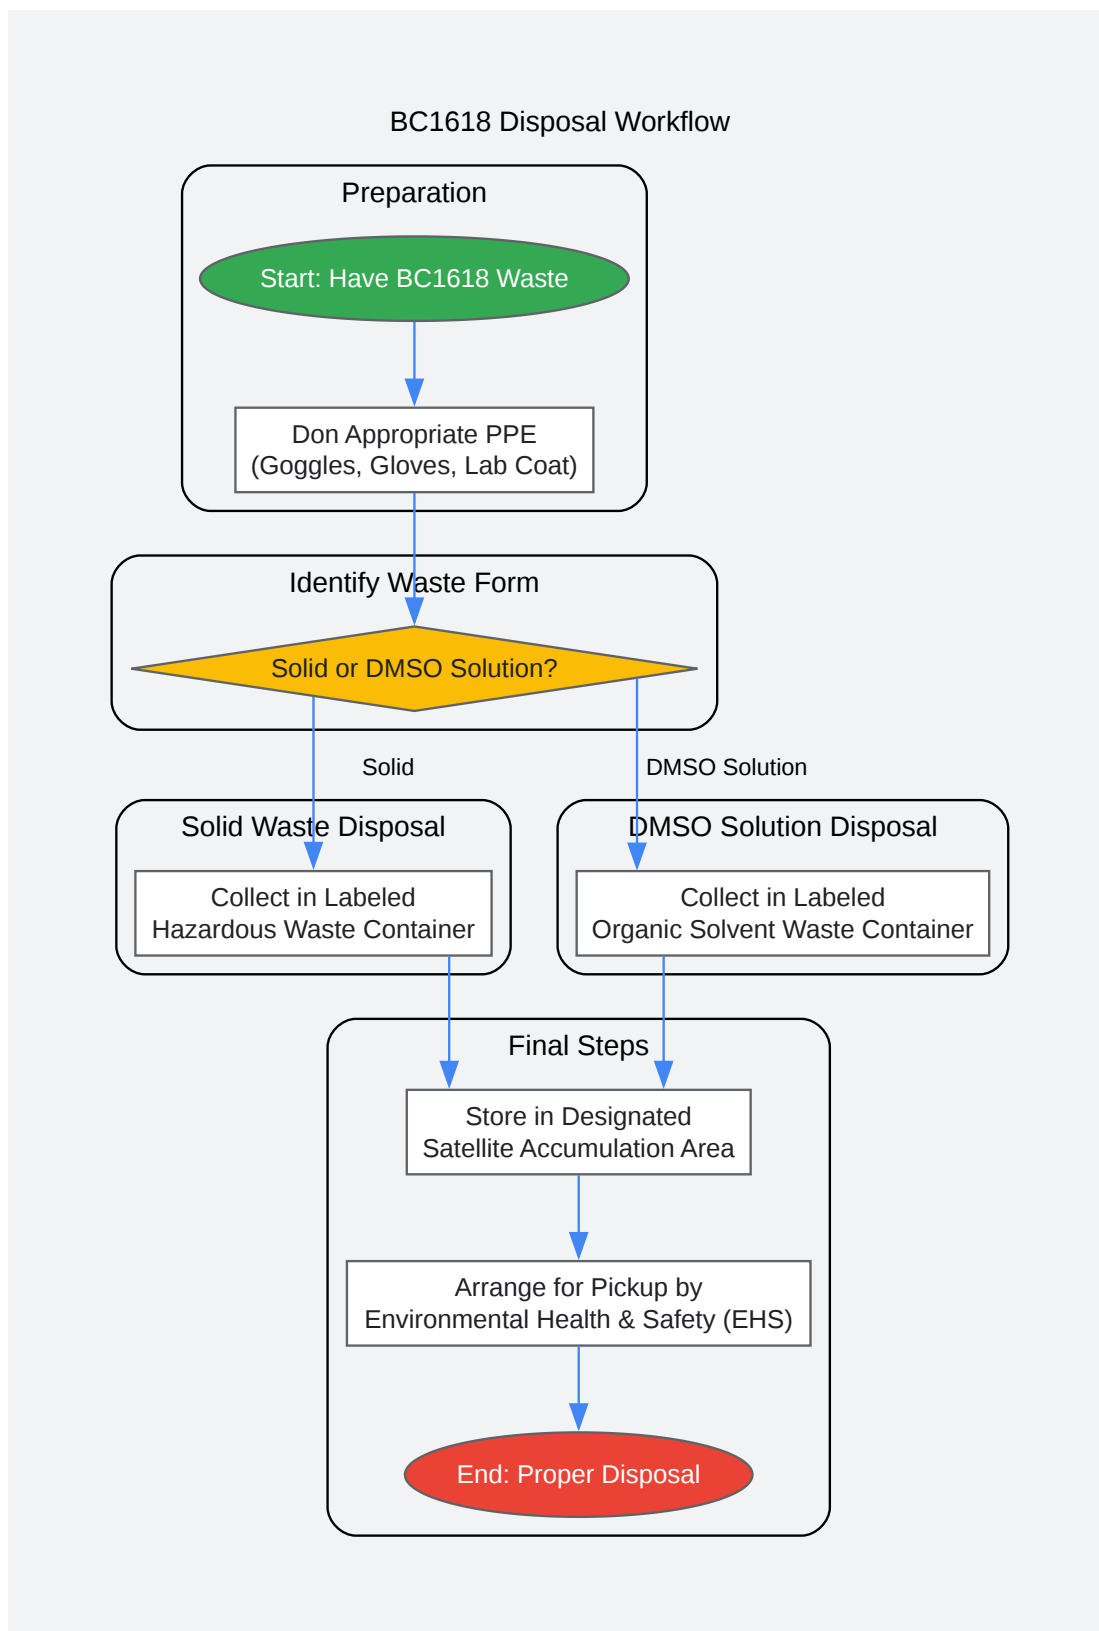 BC1618 Disposal Workflow
Preparation
Start: Have BC1618 Waste
Don Appropriate PPE
(Goggles, Gloves, Lab Coat)
Identify Waste Form
Solid or DMSO Solution?
Solid
DMSO Solution
Solid Waste Disposal
DMSO Solution Disposal
Collect in Labeled
Hazardous Waste Container
Collect in Labeled
Organic Solvent Waste Container
Final Steps
Store in Designated
Satellite Accumulation Area
Arrange for Pickup by
Environmental Health & Safety (EHS)
End: Proper Disposal